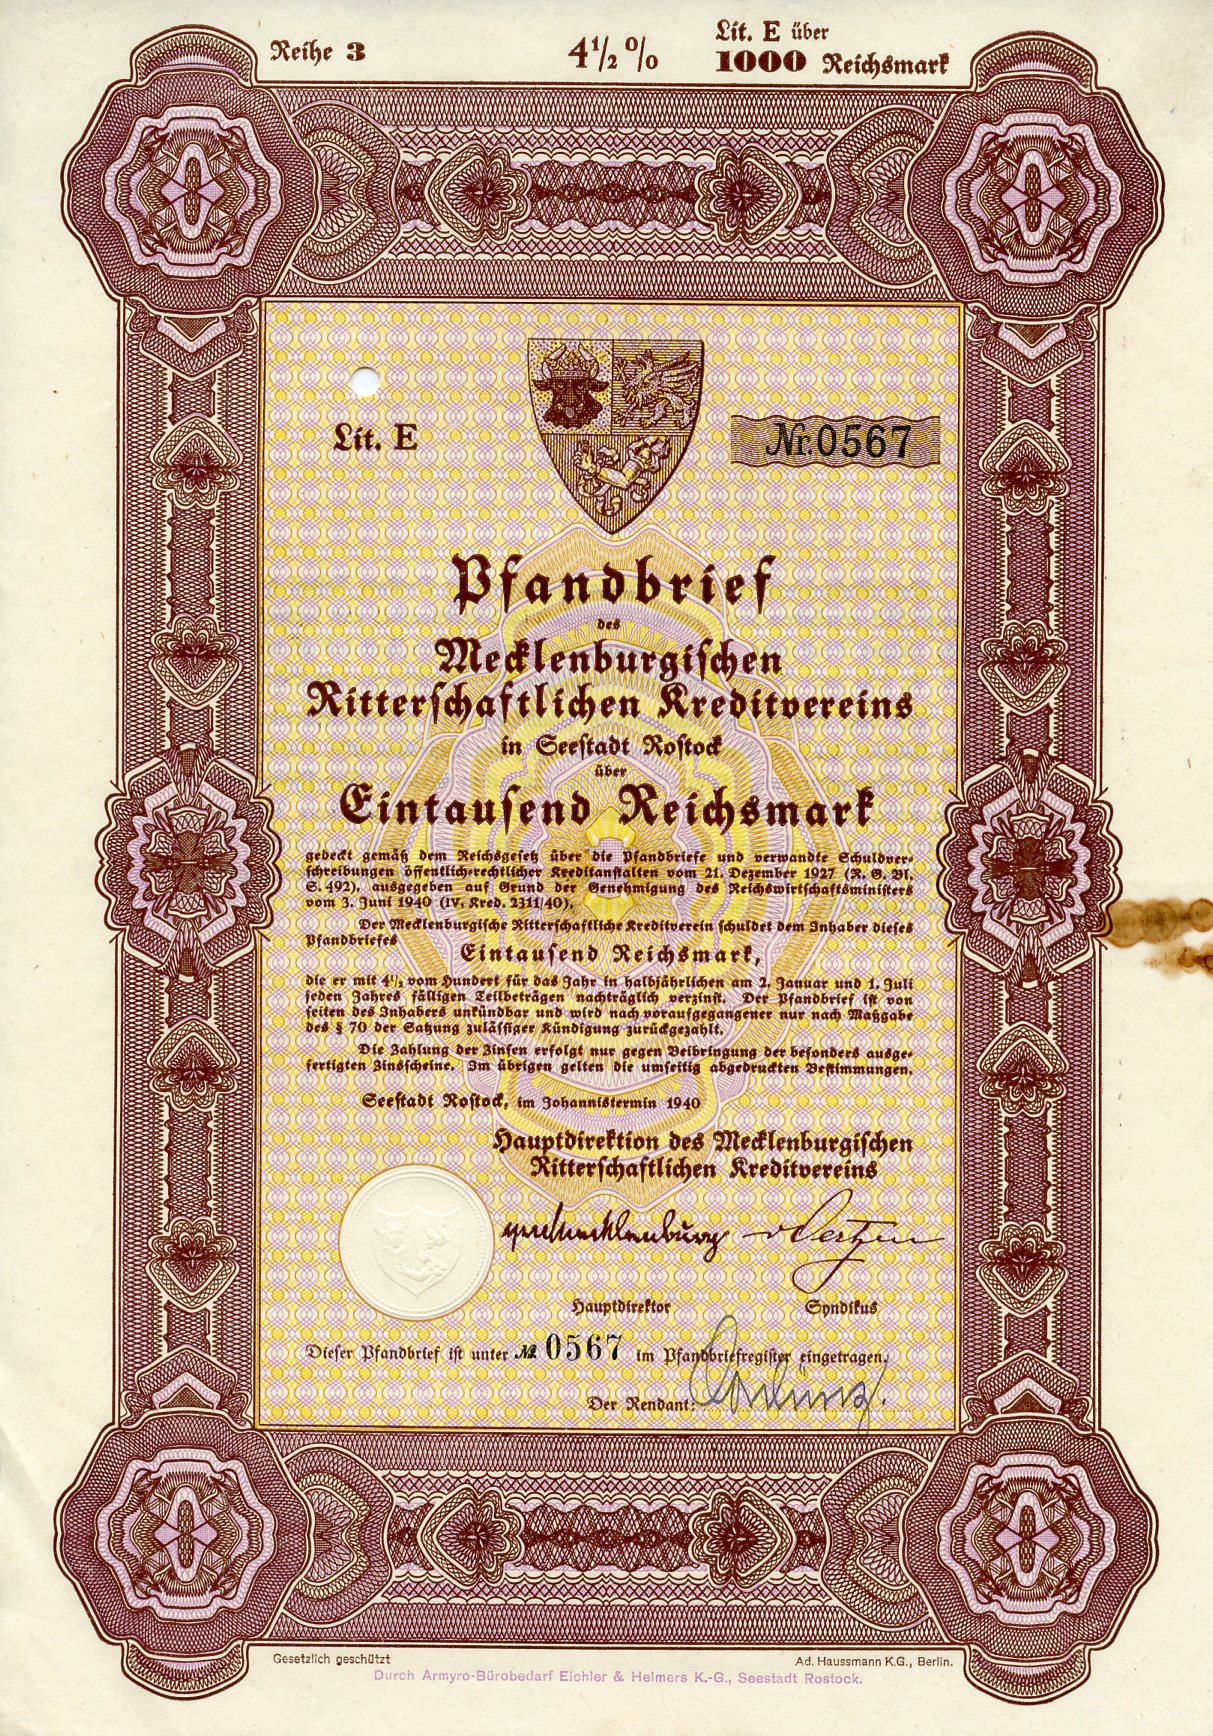 Reihe 3
4½ %
Lit. E über
1000 Reichsmark
Lit. E
Nr. 0567
Pfandbrief
des
Mecklenburgischen
Ritterschaftlichen Kreditvereins
in Seestadt Rostock
über
Eintausend Reichsmark
gedeckt gemäß dem Reichsgesetz über die Pfandbriefe und verwandte Schuldver-
schreibungen öffentlich-rechtlicher Kreditanstalten vom 21. Dezember 1927 (R. G. Bl.
S. 492), ausgegeben auf Grund der Genehmigung des Reichswirtschaftsministers
vom 3. Juni 1940 (IV. Kred. 2311/40).
Der Mecklenburgische Ritterschaftliche Kreditverein schuldet dem Inhaber dieses
Pfandbriefes
Eintausend Reichsmark,
die er mit 4½ vom Hundert für das Jahr in halbjährlichen am 2. Januar und 1. Juli
jeden Jahres fälligen Teilbeträgen nachträglich verzinst. Der Pfandbrief ist von
seiten des Inhabers unkündbar und wird nach voraufgegangener nur nach Maßgabe
des § 70 der Satzung zulässiger Kündigung zurückgezahlt.
Die Zahlung der Zinsen erfolgt nur gegen Beibringung der besonders ausge-
fertigten Zinsscheine. Im übrigen gelten die umseitig abgedruckten Bestimmungen.
Seestadt Rostock, im Johannistermin 1940
Hauptdirektion des Mecklenburgischen
Ritterschaftlichen Kreditvereins
v Oertzen
Hauptdirektor
Syndikus
Dieser Pfandbrief ist unter № 0567 im Pfandbriefregister eingetragen.
Der Rendant:
Gesetzlich geschützt
Ad. Haussmann K.G., Berlin.
Durch Armyro-Bürobedarf Eichler & Helmers K.-G., Seestadt Rostock.